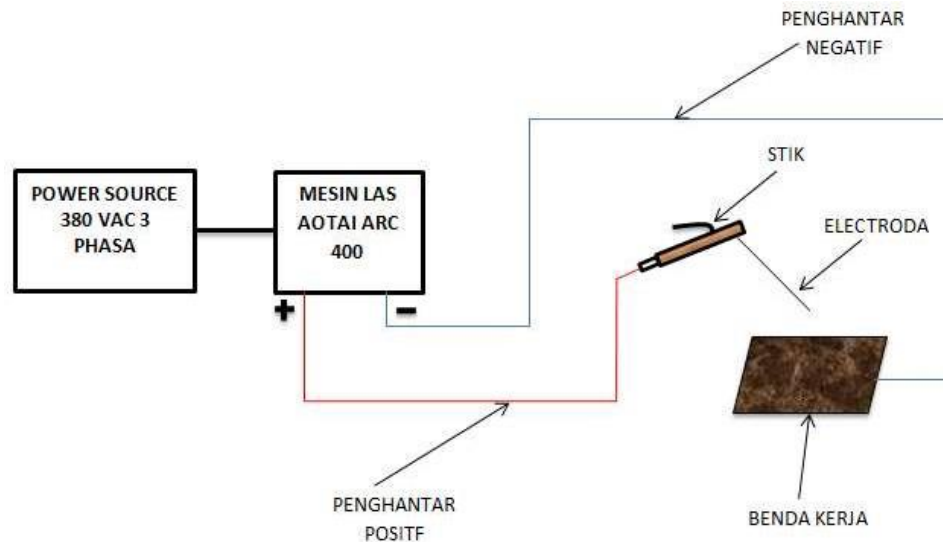 PENGHANTAR
NEGATIF
STIK
POWER SOURCE
380 VAC 3
PHASA
MESIN LAS
AOTAI ARC
400
ELECTRODA
+
−
PENGHANTAR
POSITF
BENDA KERJA